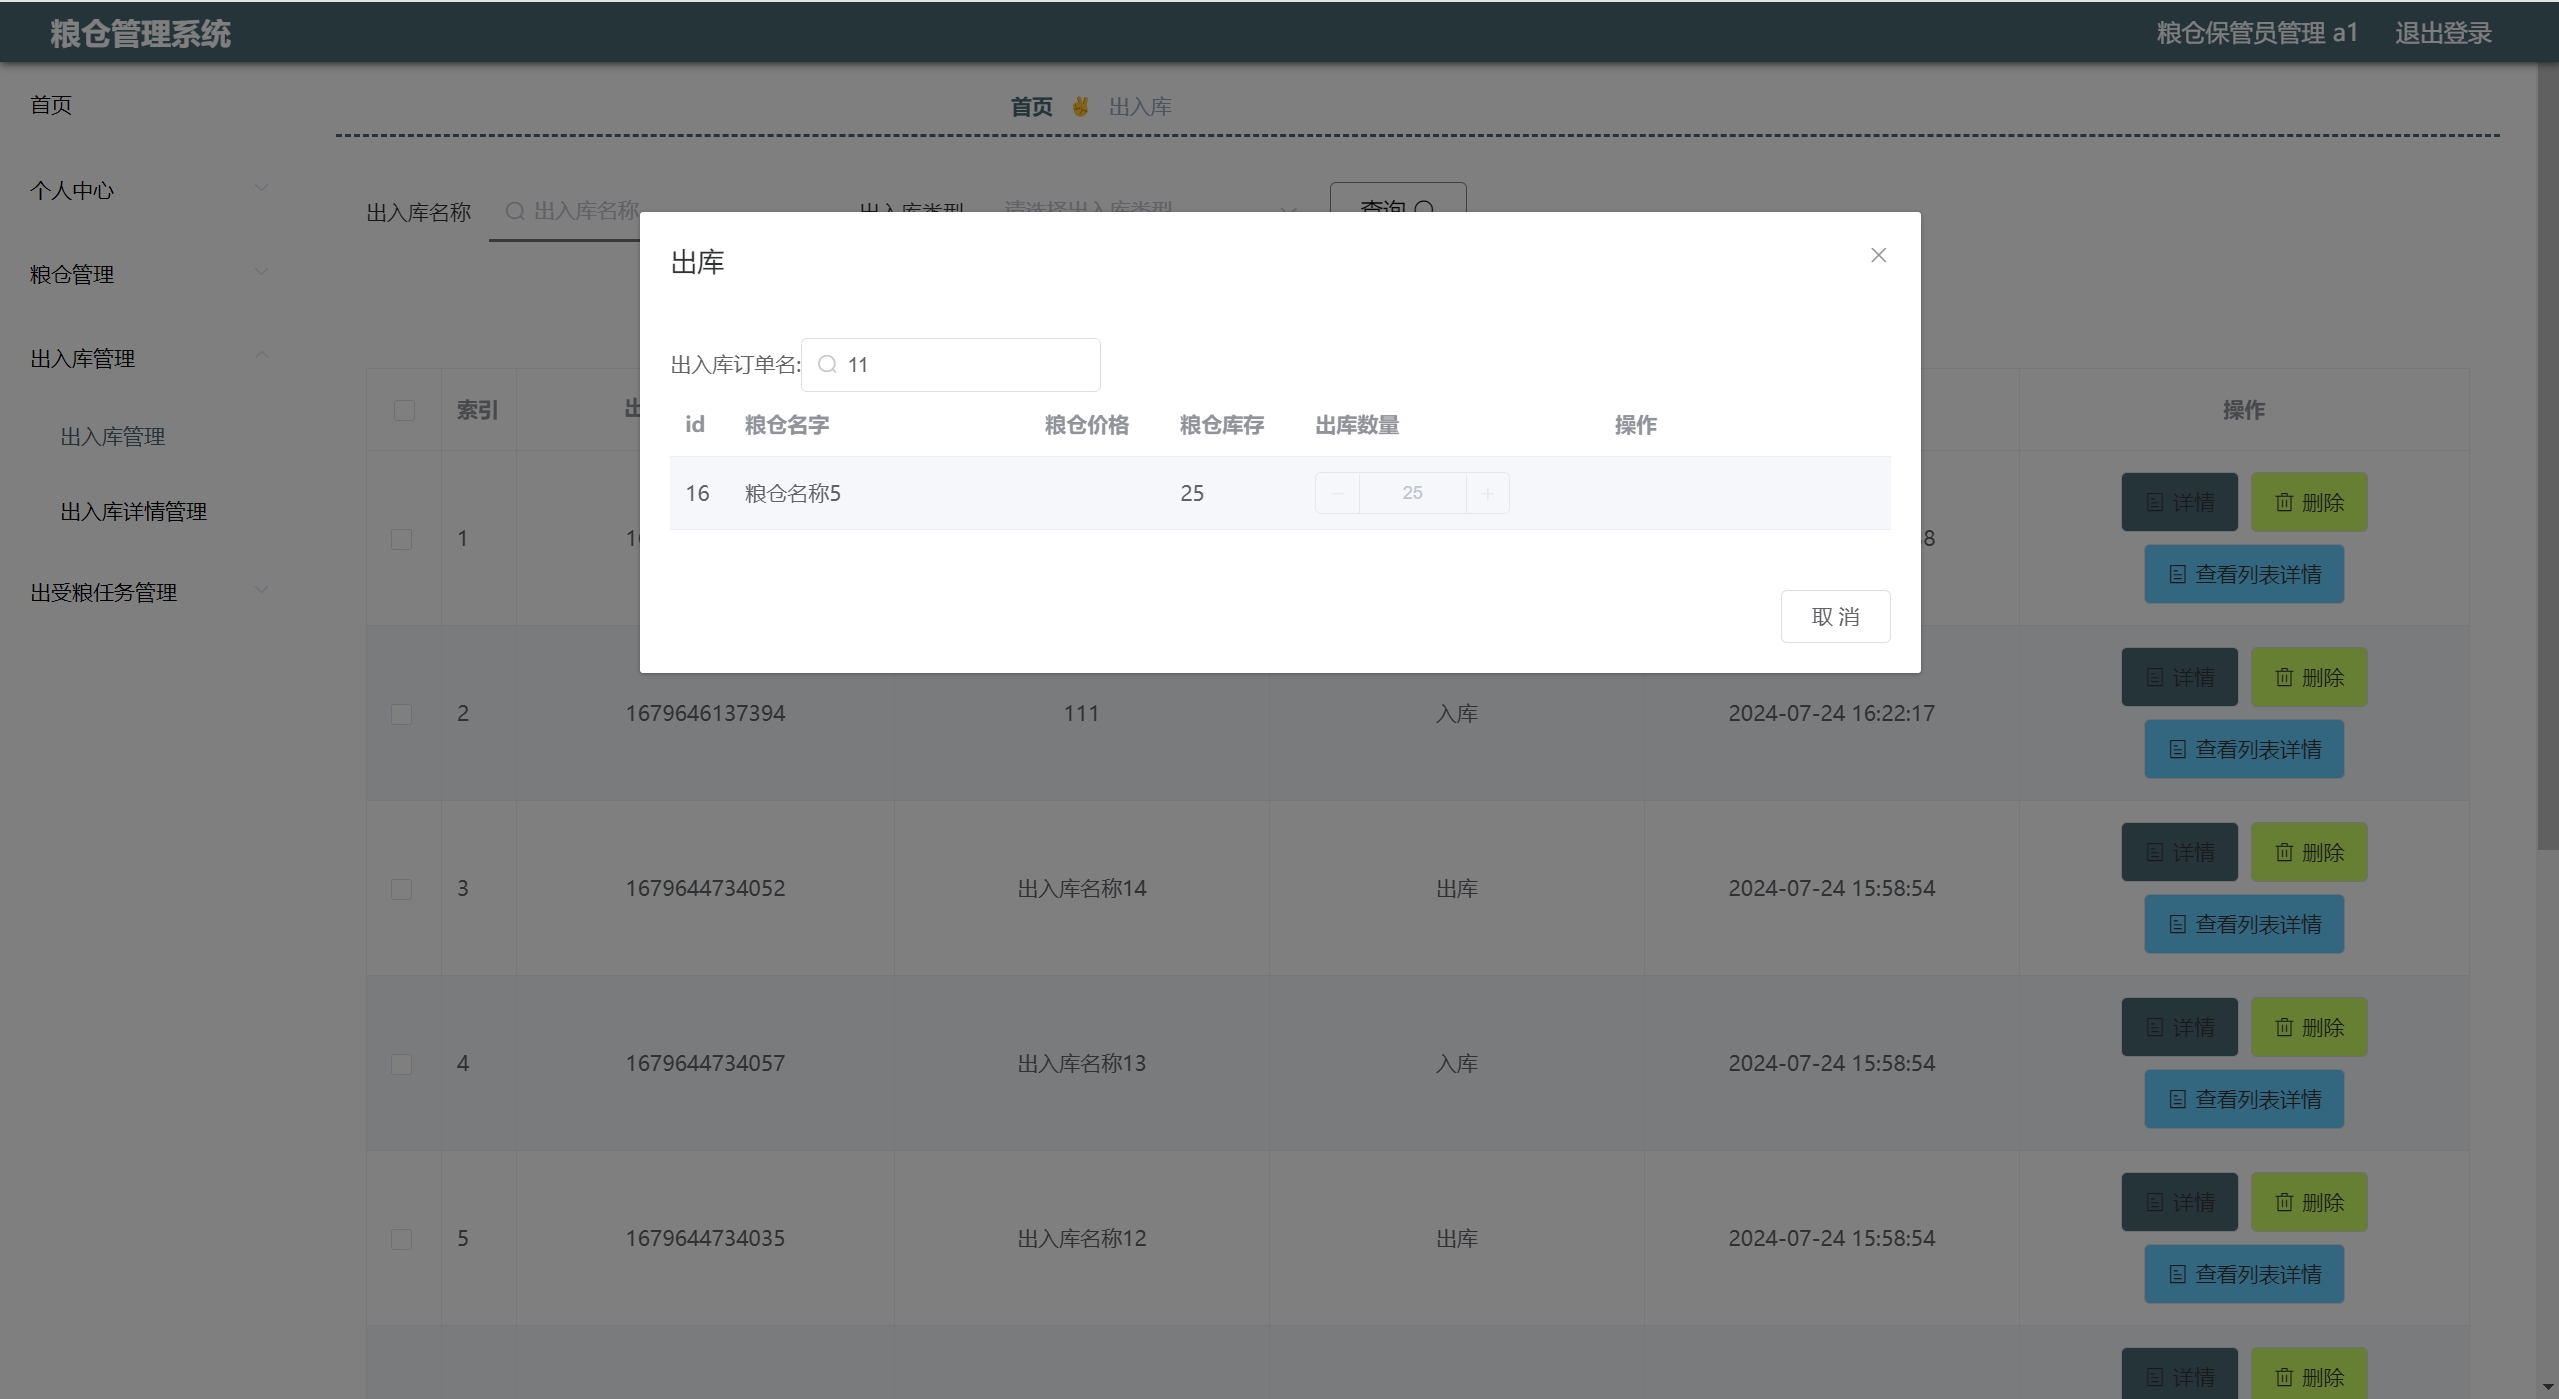 粮仓管理系统
粮仓保管员管理 a1 退出登录
首页
个人中心
粮仓管理
出入库管理
出入库管理
出入库详情管理
出受粮任务管理
首页 ✌ 出入库
出入库名称 出入库名称 出入库类型 请选择出入库类型 查询
出库
出入库订单名: 11
id 粮仓名字 粮仓价格 粮仓库存 出库数量 操作
16 粮仓名称5 25 25
取 消
索引 操作
1 详情 删除
查看列表详情
2 1679646137394 111 入库 2024-07-24 16:22:17 详情 删除
查看列表详情
3 1679644734052 出入库名称14 出库 2024-07-24 15:58:54 详情 删除
查看列表详情
4 1679644734057 出入库名称13 入库 2024-07-24 15:58:54 详情 删除
查看列表详情
5 1679644734035 出入库名称12 出库 2024-07-24 15:58:54 详情 删除
查看列表详情
详情 删除